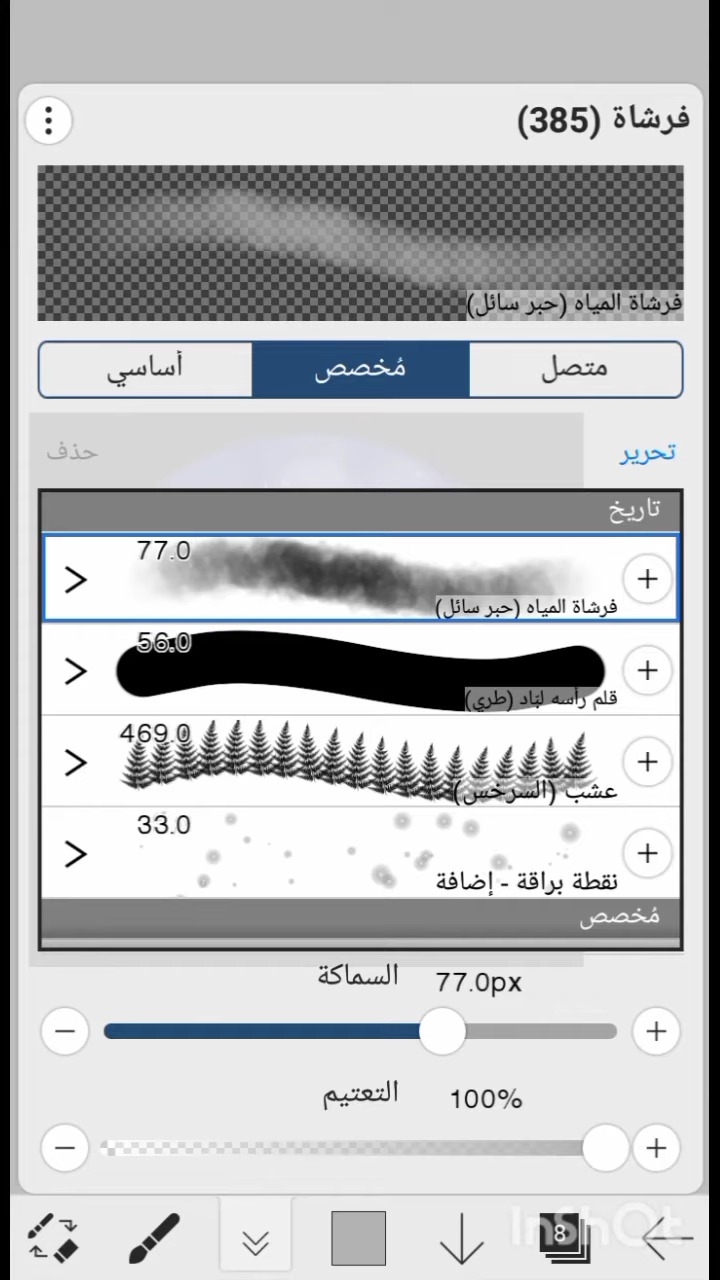 فرشاة (385)
فرشاة المياه (حبر سائل)
متصل
مُخصص
أساسي
تحرير
حذف
تاريخ
77.0
فرشاة المياه (حبر سائل)
56.0
قلم رأسه لبّاد (طري)
469.0
عشب (السرخس)
33.0
نقطة براقة - إضافة
مُخصص
السماكة 77.0px
التعتيم 100%
8
InShOt